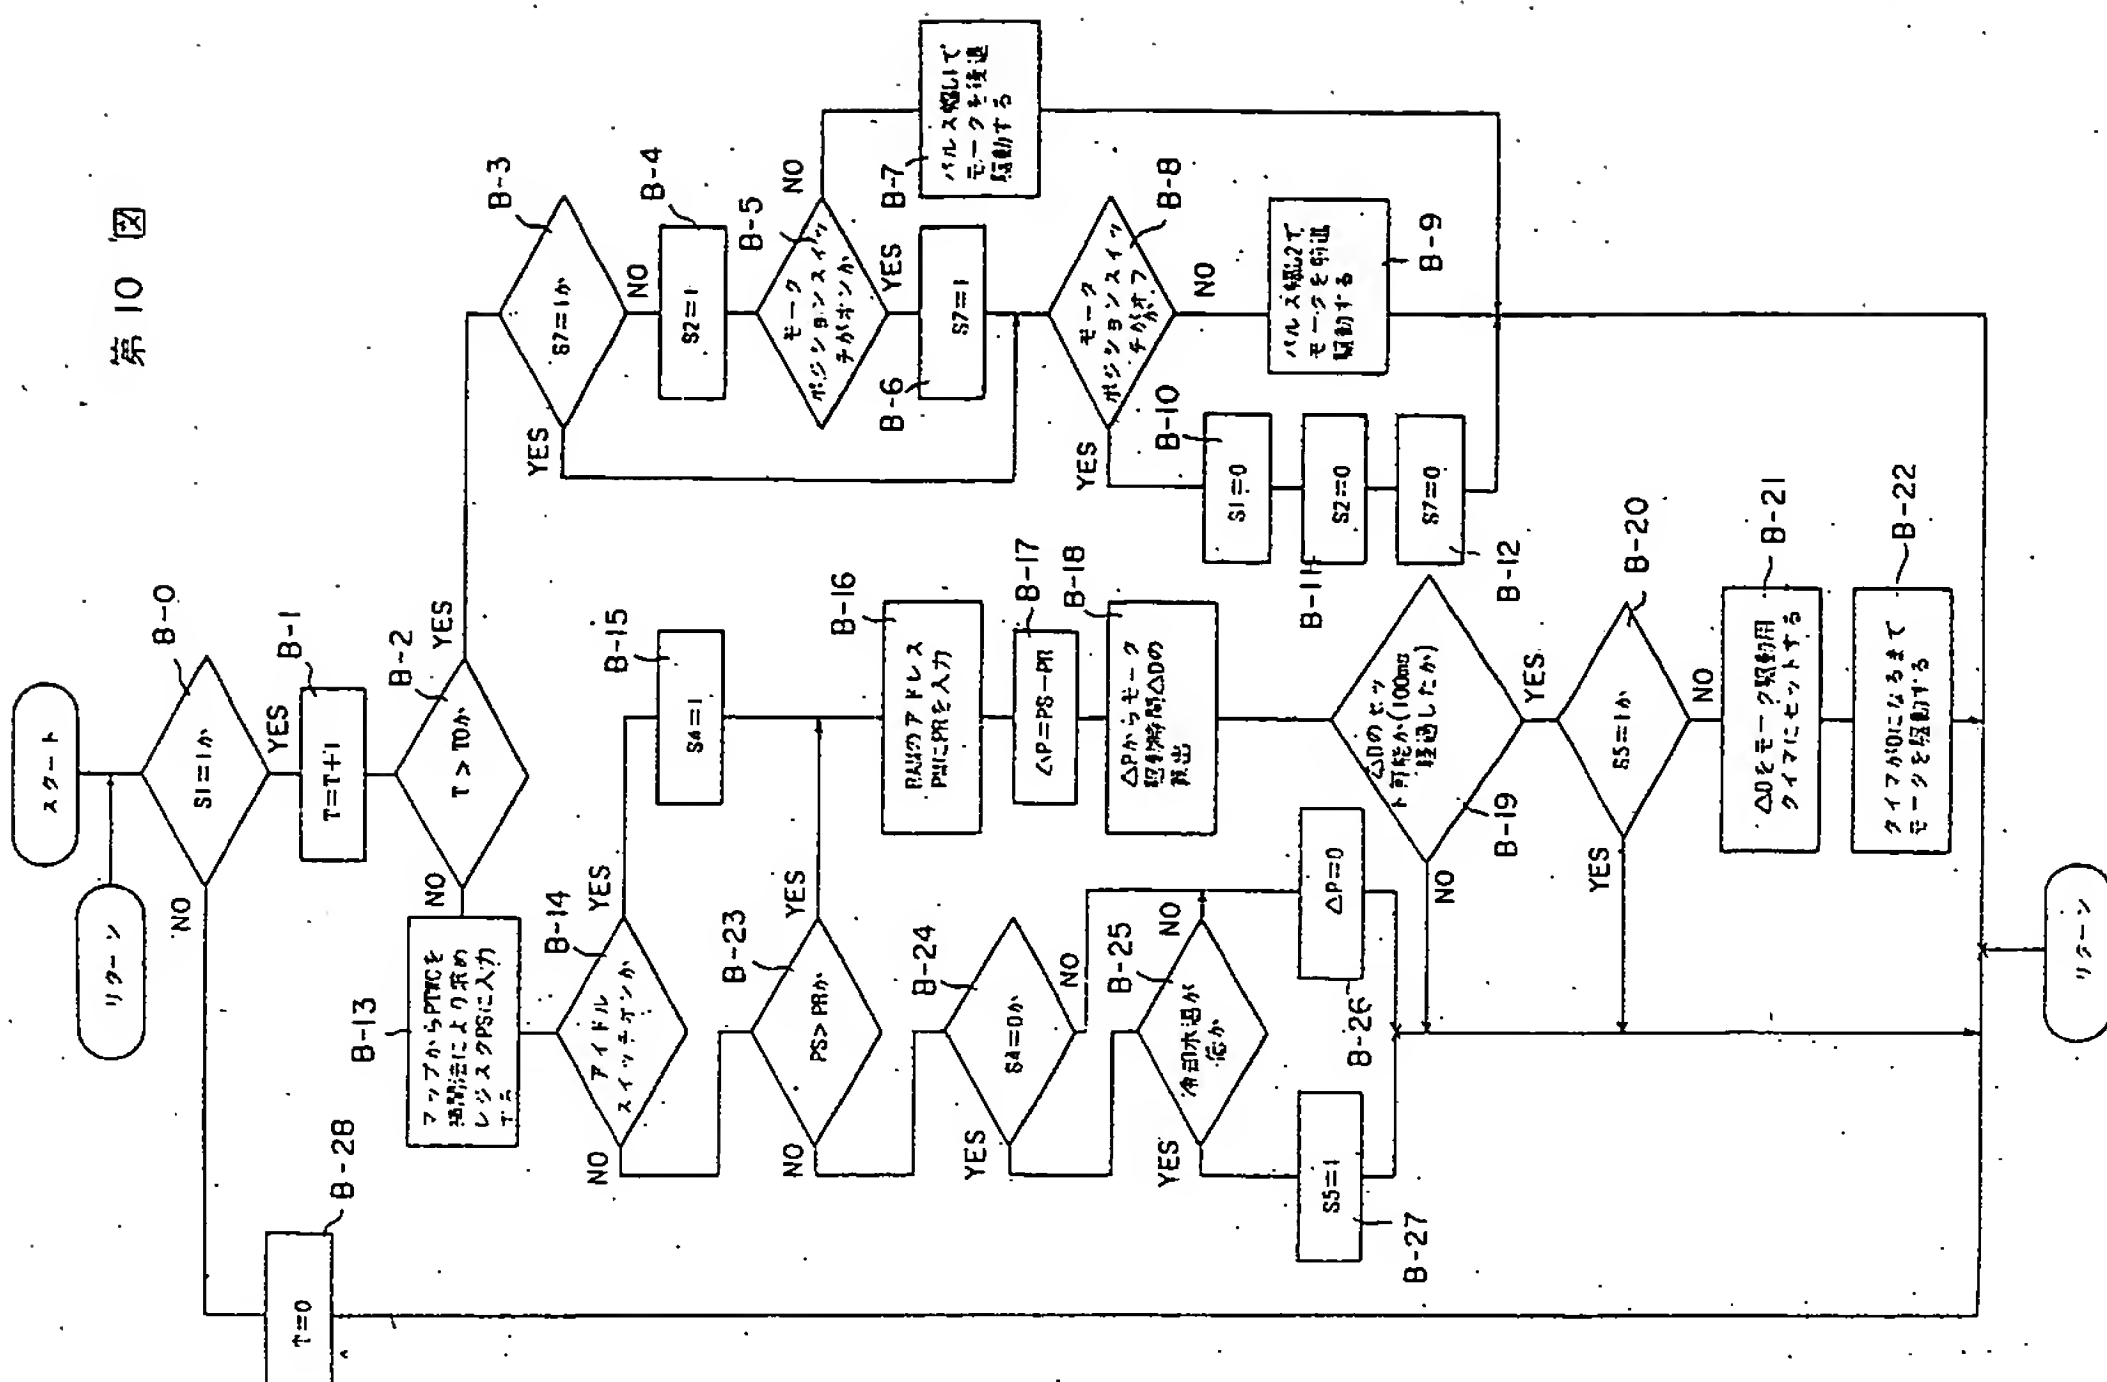 第10図
スタート
リターン
B-0
S1=1か
NO
YES
B-1
T=T+1
B-2
T>T0か
YES
NO
B-3
S7=1か
YES
NO
B-4
S2=1
B-5
モータ
ポジションスイッ
チがオンか
NO
YES
B-6
S7=1
B-7
パルス幅L1で
モータを後退
駆動する
B-8
モータ
ポジションスイッ
チがオフ
か
YES
NO
B-9
パルス幅L2で
モータを前進
駆動する
B-10
S1=0
B-11
S2=0
B-12
S7=0
B-13
マップからPTWCを
補間法により求め
レジスタPSに入力
する
B-14
アイドル
スイッチオンか
YES
NO
B-15
S4=1
B-16
RAMのアドレス
にPRを入力
B-17
△P=PS-PR
B-18
△Pからモータ
駆動時間△Dの
算出
B-19
△Dのセッ
ト可能か(100ms
経過したか)
NO
YES
B-20
S5=1か
YES
NO
B-21
△Dをモータ駆動用
タイマにセットする
B-22
タイマが0になるまで
モータを駆動する
B-23
PS>PRか
YES
NO
B-24
S4=0か
NO
YES
B-25
冷却水温が
低か
NO
YES
B-26
△P=0
B-27
S5=1
B-28
T=0
リターン